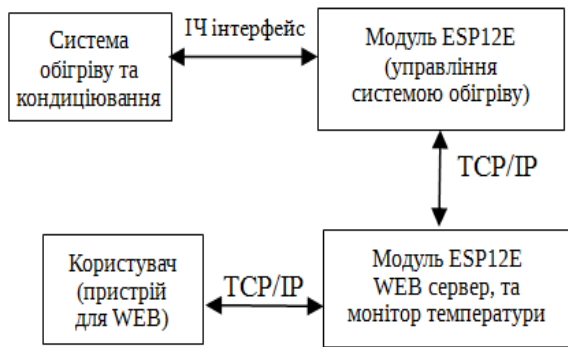 Система
обігріву та
кондиціювання
ІЧ інтерфейс
Модуль ESP12E
(управління
системою обігріву)
TCP/IP
Користувач
(пристрій
для WEB)
TCP/IP
Модуль ESP12E
WEB сервер, та
монітор температури